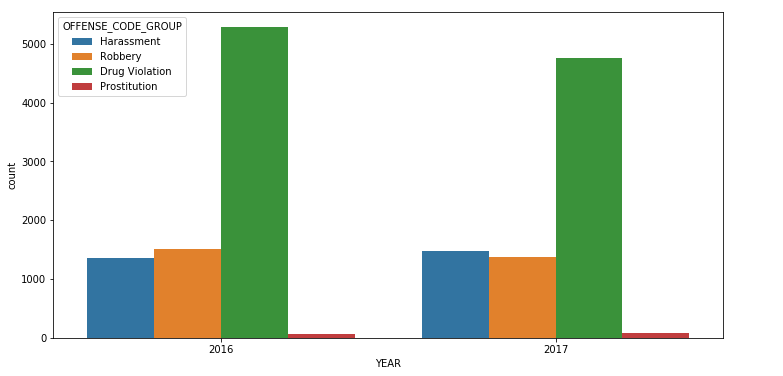 OFFENSE_CODE_GROUP
Harassment
Robbery
Drug Violation
Prostitution
5000
4000
3000
2000
1000
0
count
2016
2017
YEAR